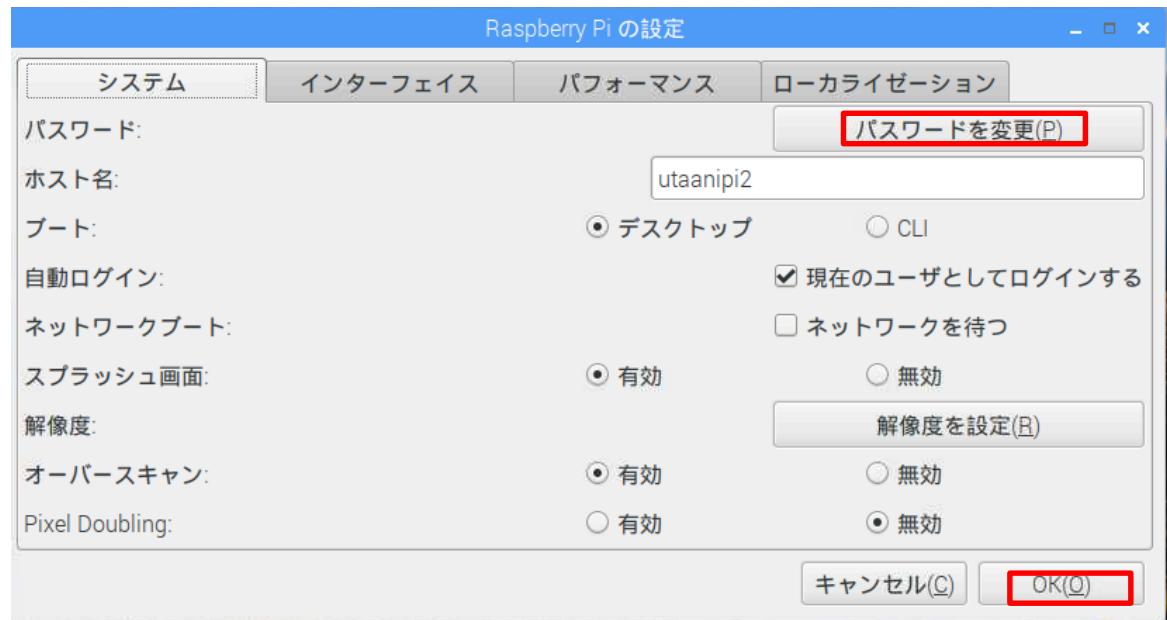 Raspberry Pi の設定
システム インターフェイス パフォーマンス ローカライゼーション
パスワード: パスワードを変更(P)
ホスト名: utaanipi2
ブート: デスクトップ CLI
自動ログイン: 現在のユーザとしてログインする
ネットワークブート: ネットワークを待つ
スプラッシュ画面: 有効 無効
解像度: 解像度を設定(R)
オーバースキャン: 有効 無効
Pixel Doubling: 有効 無効
キャンセル(C) OK(O)